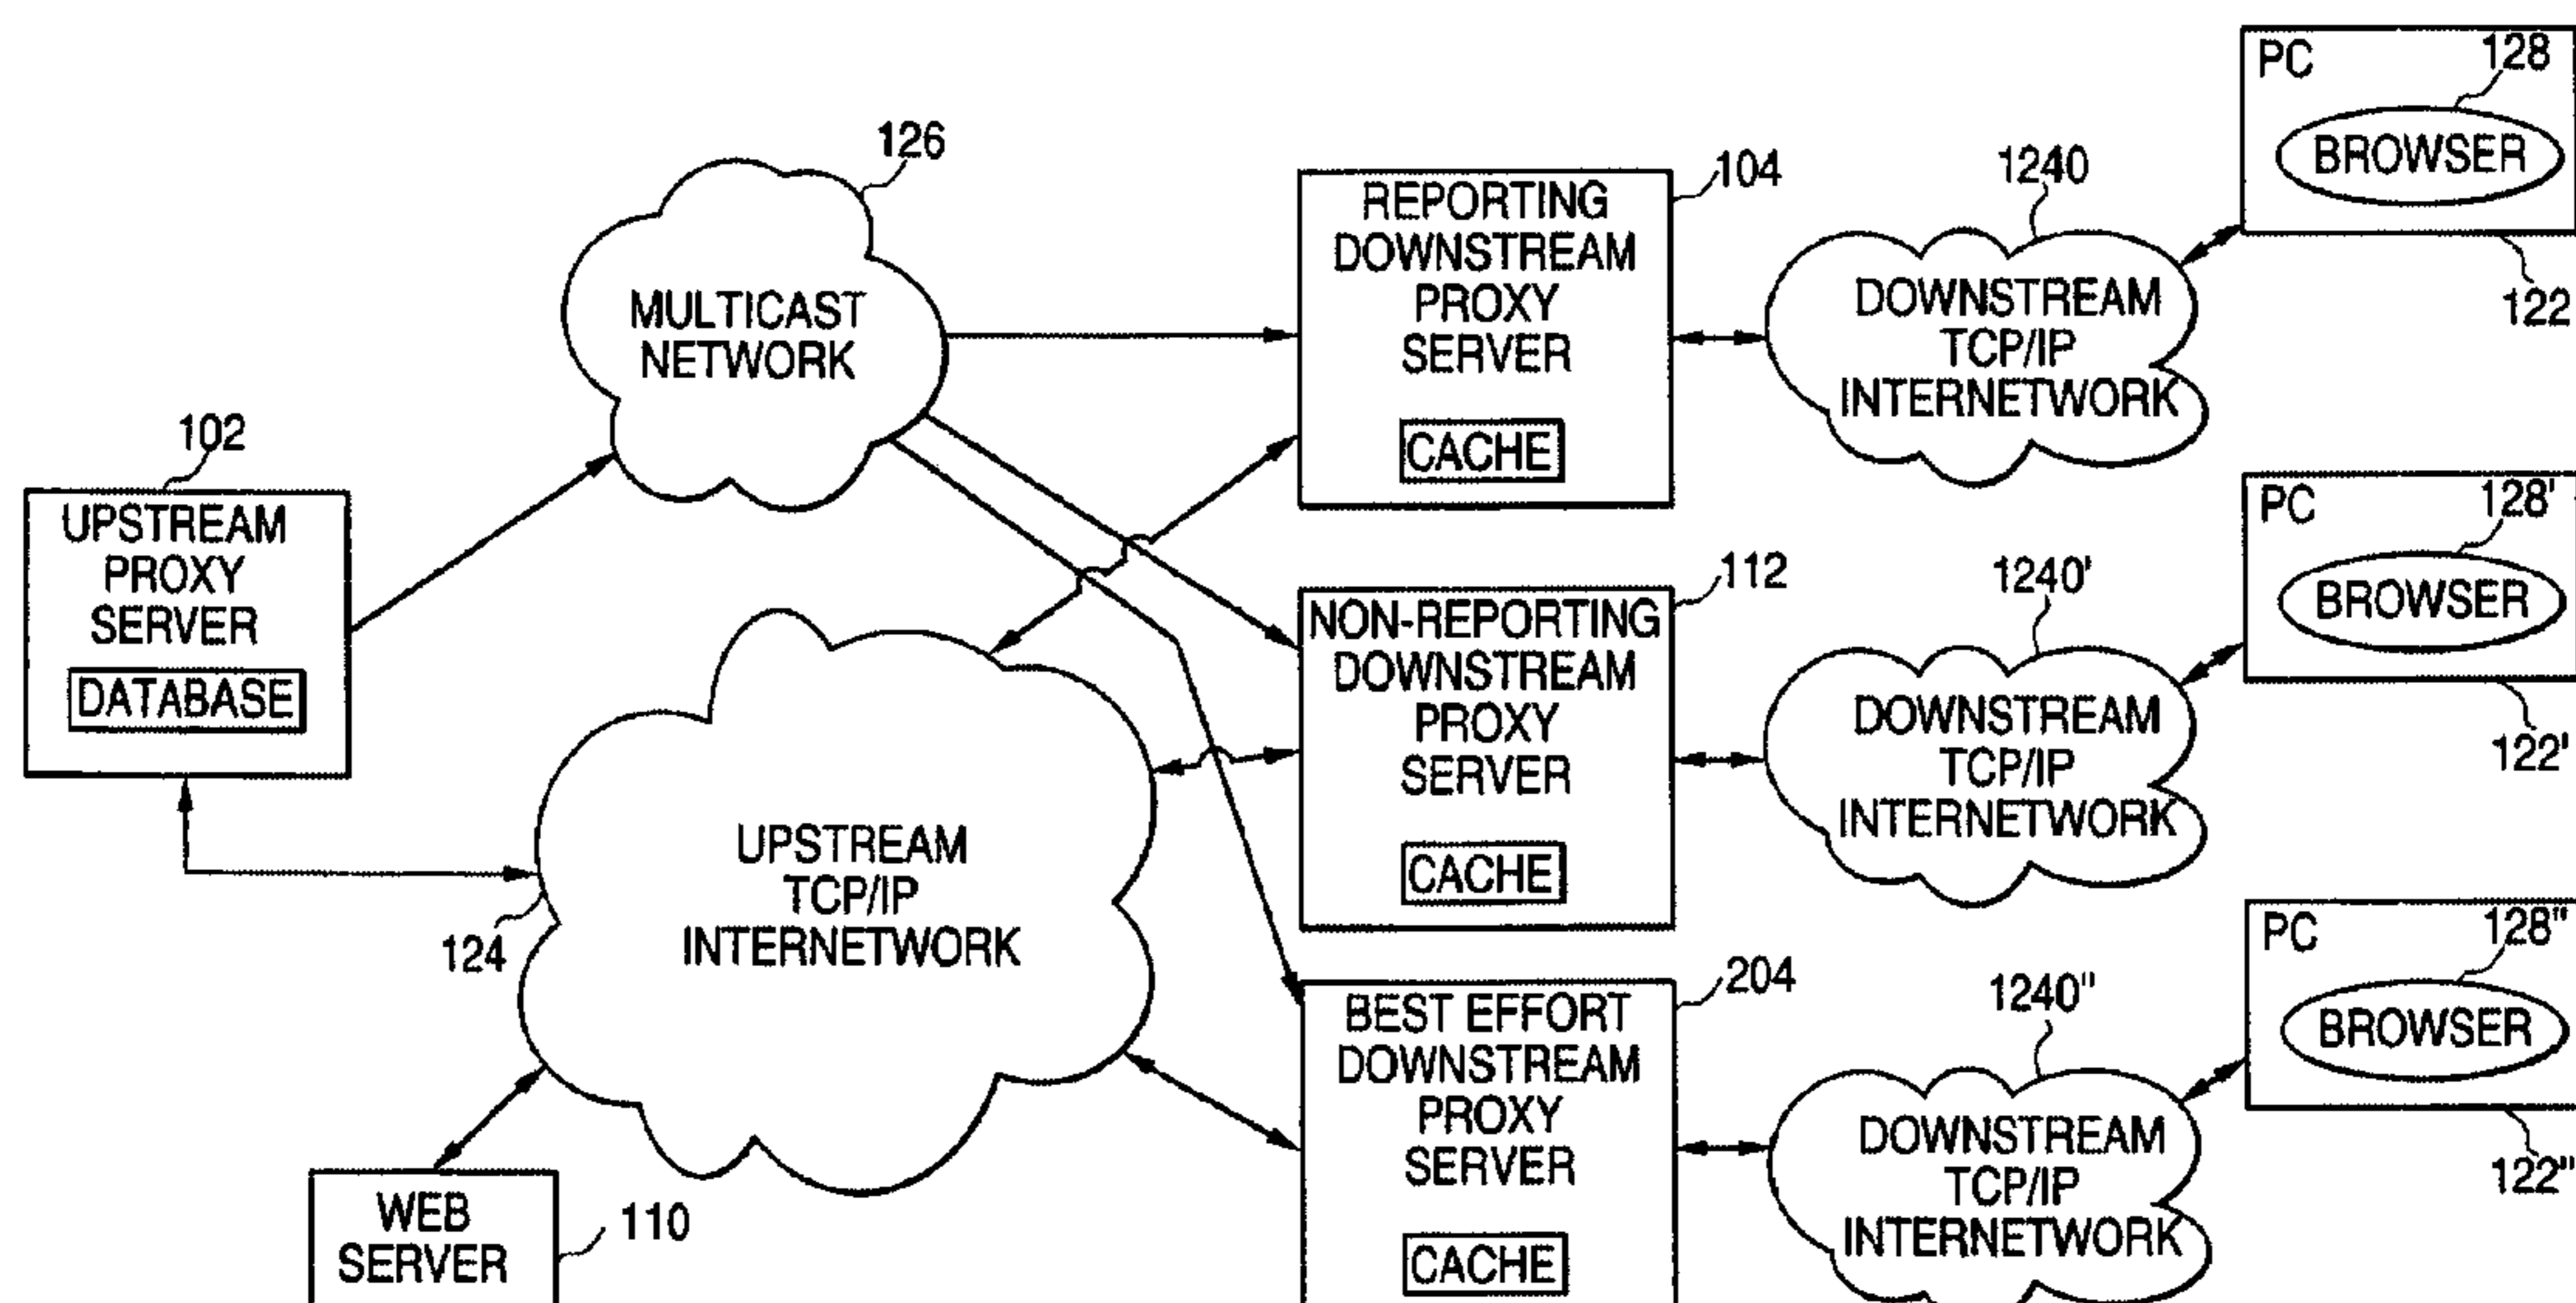 126
MULTICAST
NETWORK
102
UPSTREAM
PROXY
SERVER
DATABASE
UPSTREAM
TCP/IP
INTERNETWORK
124
WEB
SERVER
110
REPORTING
DOWNSTREAM
PROXY
SERVER
CACHE
104
NON-REPORTING
DOWNSTREAM
PROXY
SERVER
CACHE
112
BEST EFFORT
DOWNSTREAM
PROXY
SERVER
CACHE
204
1240
DOWNSTREAM
TCP/IP
INTERNETWORK
1240'
DOWNSTREAM
TCP/IP
INTERNETWORK
1240"
DOWNSTREAM
TCP/IP
INTERNETWORK
PC
128
BROWSER
122
PC
128'
BROWSER
122'
PC
128"
BROWSER
122"